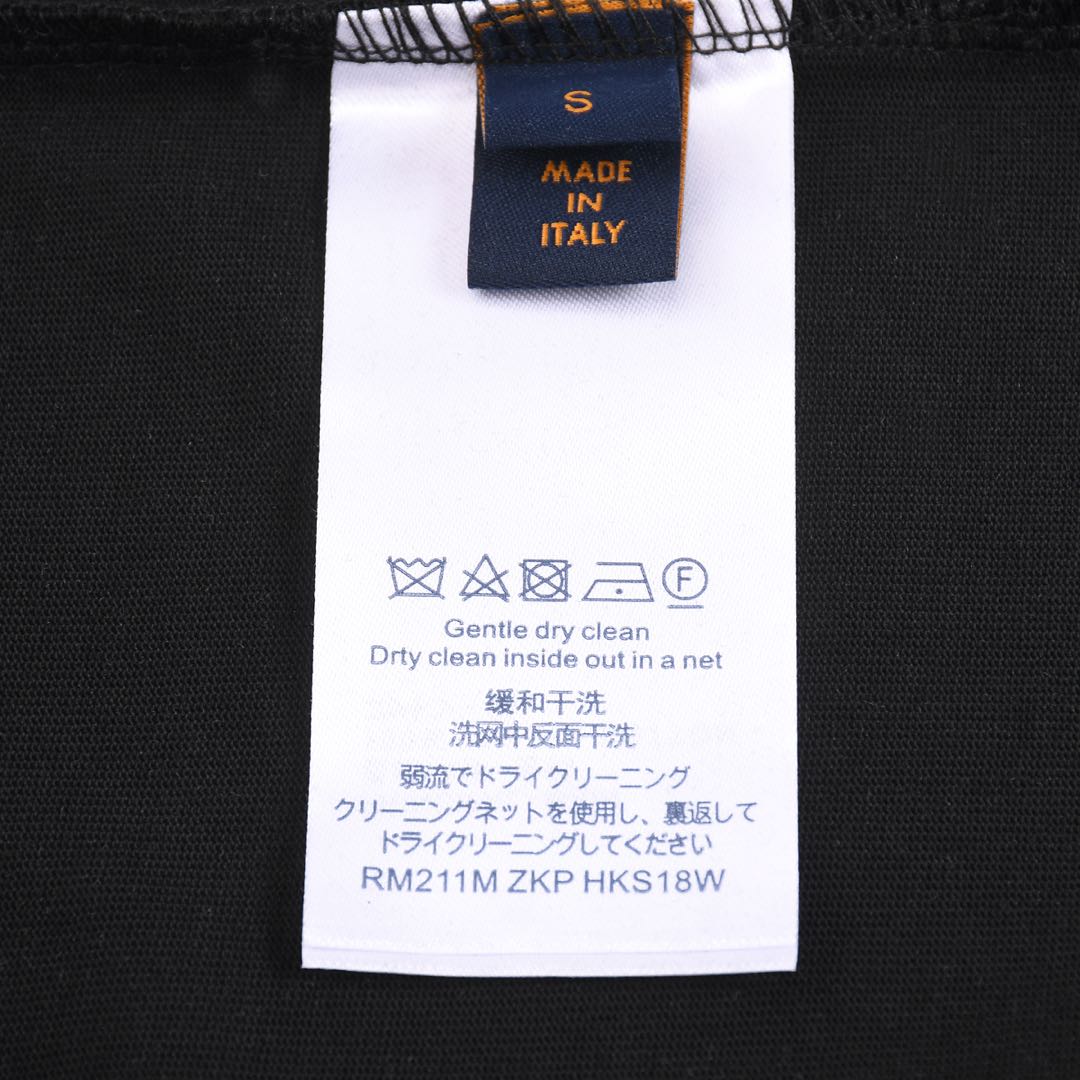 S
MADE
IN
ITALY
F
Gentle dry clean
Drty clean inside out in a net
缓和干洗
洗网中反面干洗
弱流でドライクリーニング
クリーニングネットを使用し、裏返して
ドライクリーニングしてください
RM211M ZKP HKS18W